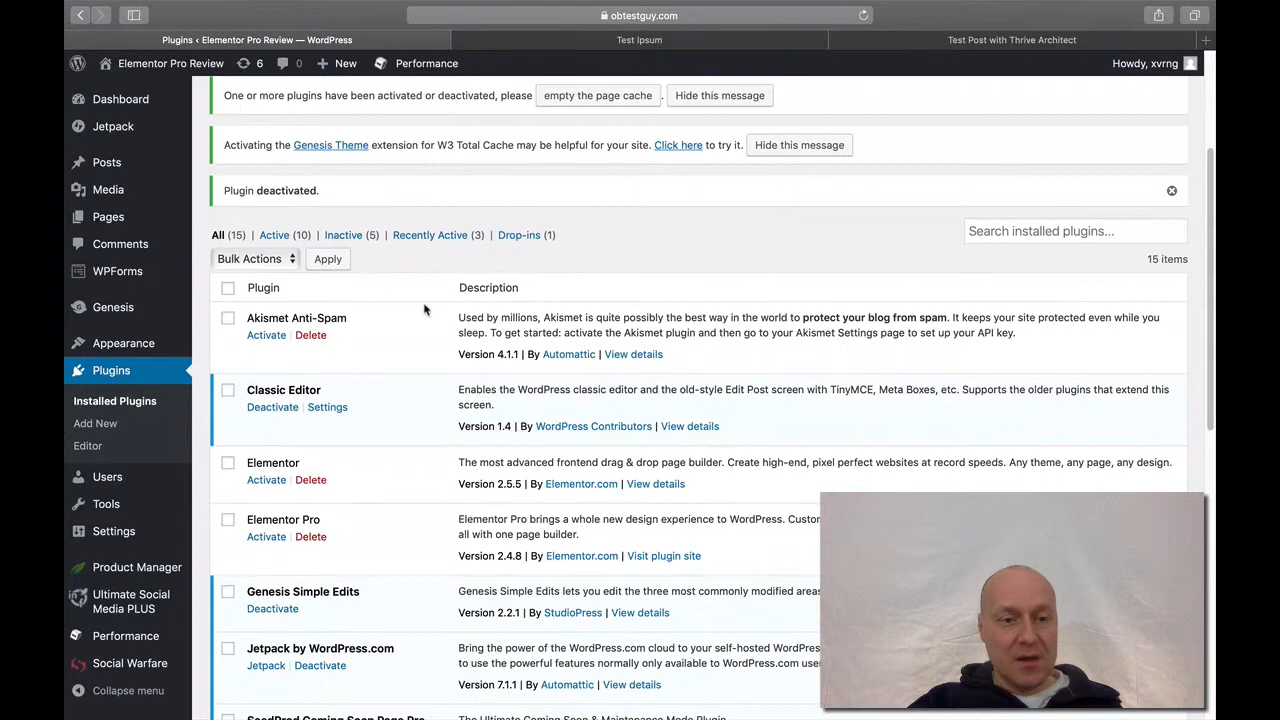 obtestguy.com
Plugins ‹ Elementor Pro Review — WordPress
Test Ipsum
Test Post with Thrive Architect
Elementor Pro Review
6
0
New
Performance
Howdy, xvrng
Dashboard
Jetpack
Posts
Media
Pages
Comments
WPForms
Genesis
Appearance
Plugins
Installed Plugins
Add New
Editor
Users
Tools
Settings
Product Manager
Ultimate Social
Media PLUS
Performance
Social Warfare
Collapse menu
One or more plugins have been activated or deactivated, please empty the page cache . Hide this message
Activating the Genesis Theme extension for W3 Total Cache may be helpful for your site. Click here to try it. Hide this message
Plugin deactivated.
All (15) | Active (10) | Inactive (5) | Recently Active (3) | Drop-ins (1)
Search installed plugins...
Bulk Actions
Apply
15 items
Plugin
Description
Akismet Anti-Spam
Activate | Delete
Used by millions, Akismet is quite possibly the best way in the world to protect your blog from spam. It keeps your site protected even while you
sleep. To get started: activate the Akismet plugin and then go to your Akismet Settings page to set up your API key.
Version 4.1.1 | By Automattic | View details
Classic Editor
Deactivate | Settings
Enables the WordPress classic editor and the old-style Edit Post screen with TinyMCE, Meta Boxes, etc. Supports the older plugins that extend this
screen.
Version 1.4 | By WordPress Contributors | View details
Elementor
Activate | Delete
The most advanced frontend drag & drop page builder. Create high-end, pixel perfect websites at record speeds. Any theme, any page, any design.
Version 2.5.5 | By Elementor.com | View details
Elementor Pro
Activate | Delete
Elementor Pro brings a whole new design experience to WordPress. Custo
all with one page builder.
Version 2.4.8 | By Elementor.com | Visit plugin site
Genesis Simple Edits
Deactivate
Genesis Simple Edits lets you edit the three most commonly modified areas
Version 2.2.1 | By StudioPress | View details
Jetpack by WordPress.com
Jetpack | Deactivate
Bring the power of the WordPress.com cloud to your self-hosted WordPress
to use the powerful features normally only available to WordPress.com user
Version 7.1.1 | By Automattic | View details
SeedProd Coming Soon Page Pro
The Ultimate Coming Soon & Maintenance Mode Plugin